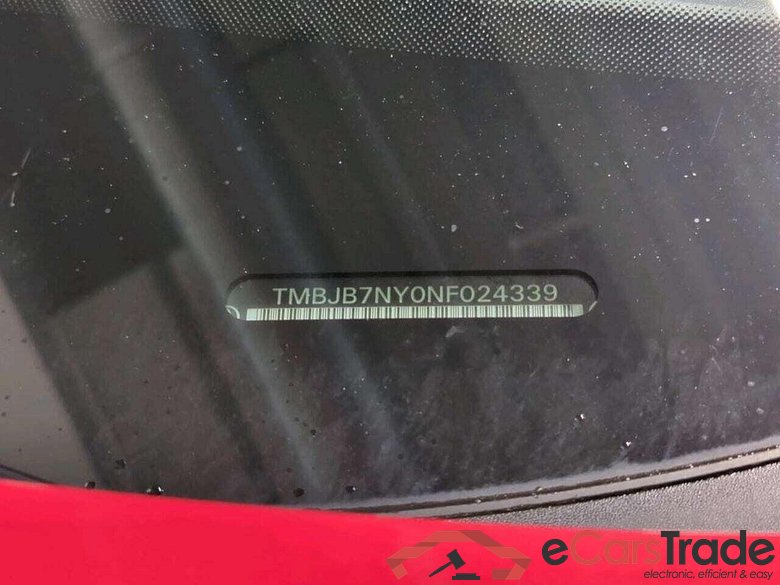 TMBJB7NY0NF024339
eCarsTrade
electronic, efficient & easy